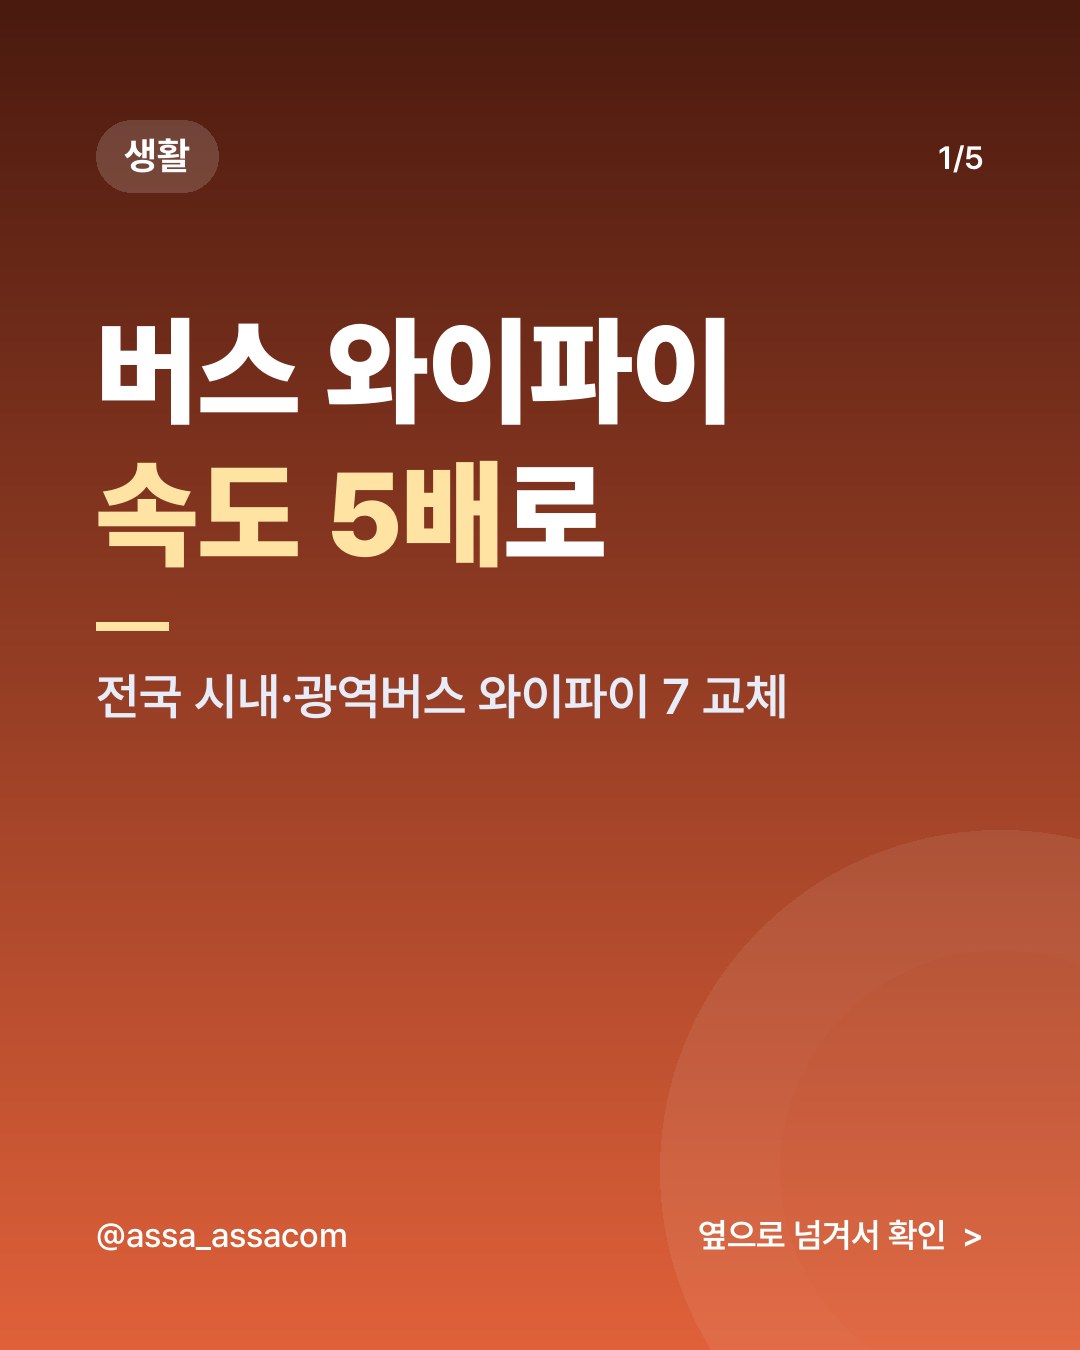 생활
1/5
버스 와이파이
속도 5배로
전국 시내·광역버스 와이파이 7 교체
@assa_assacom
옆으로 넘겨서 확인 >